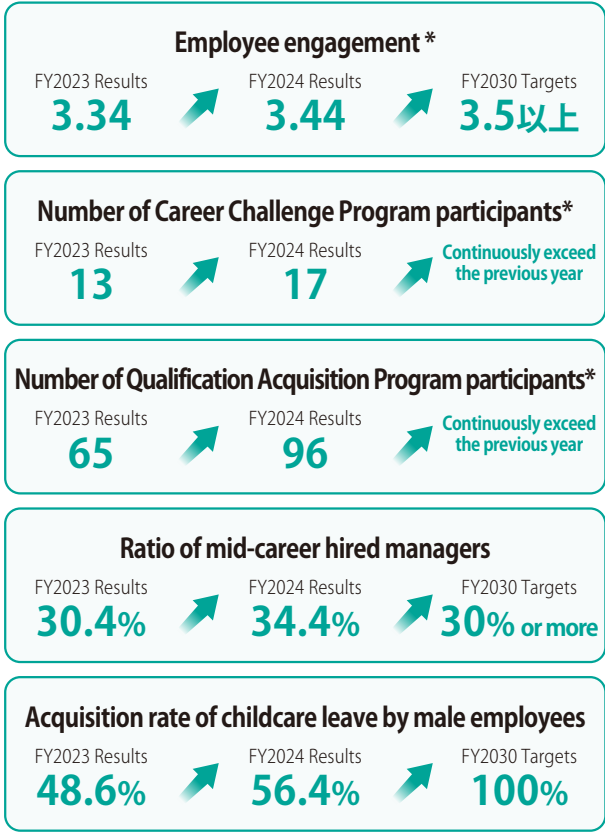 Employee engagement *
FY2023 Results
FY2024 Results
FY2030 Targets
3.34
3.44
3.5以上
Number of Career Challenge Program participants*
FY2023 Results
FY2024 Results
Continuously exceed
the previous year
13
17
Number of Qualification Acquisition Program participants*
FY2023 Results
FY2024 Results
Continuously exceed
the previous year
65
96
Ratio of mid-career hired managers
FY2023 Results
FY2024 Results
FY2030 Targets
30.4%
34.4%
30% or more
Acquisition rate of childcare leave by male employees
FY2023 Results
FY2024 Results
FY2030 Targets
48.6%
56.4%
100%